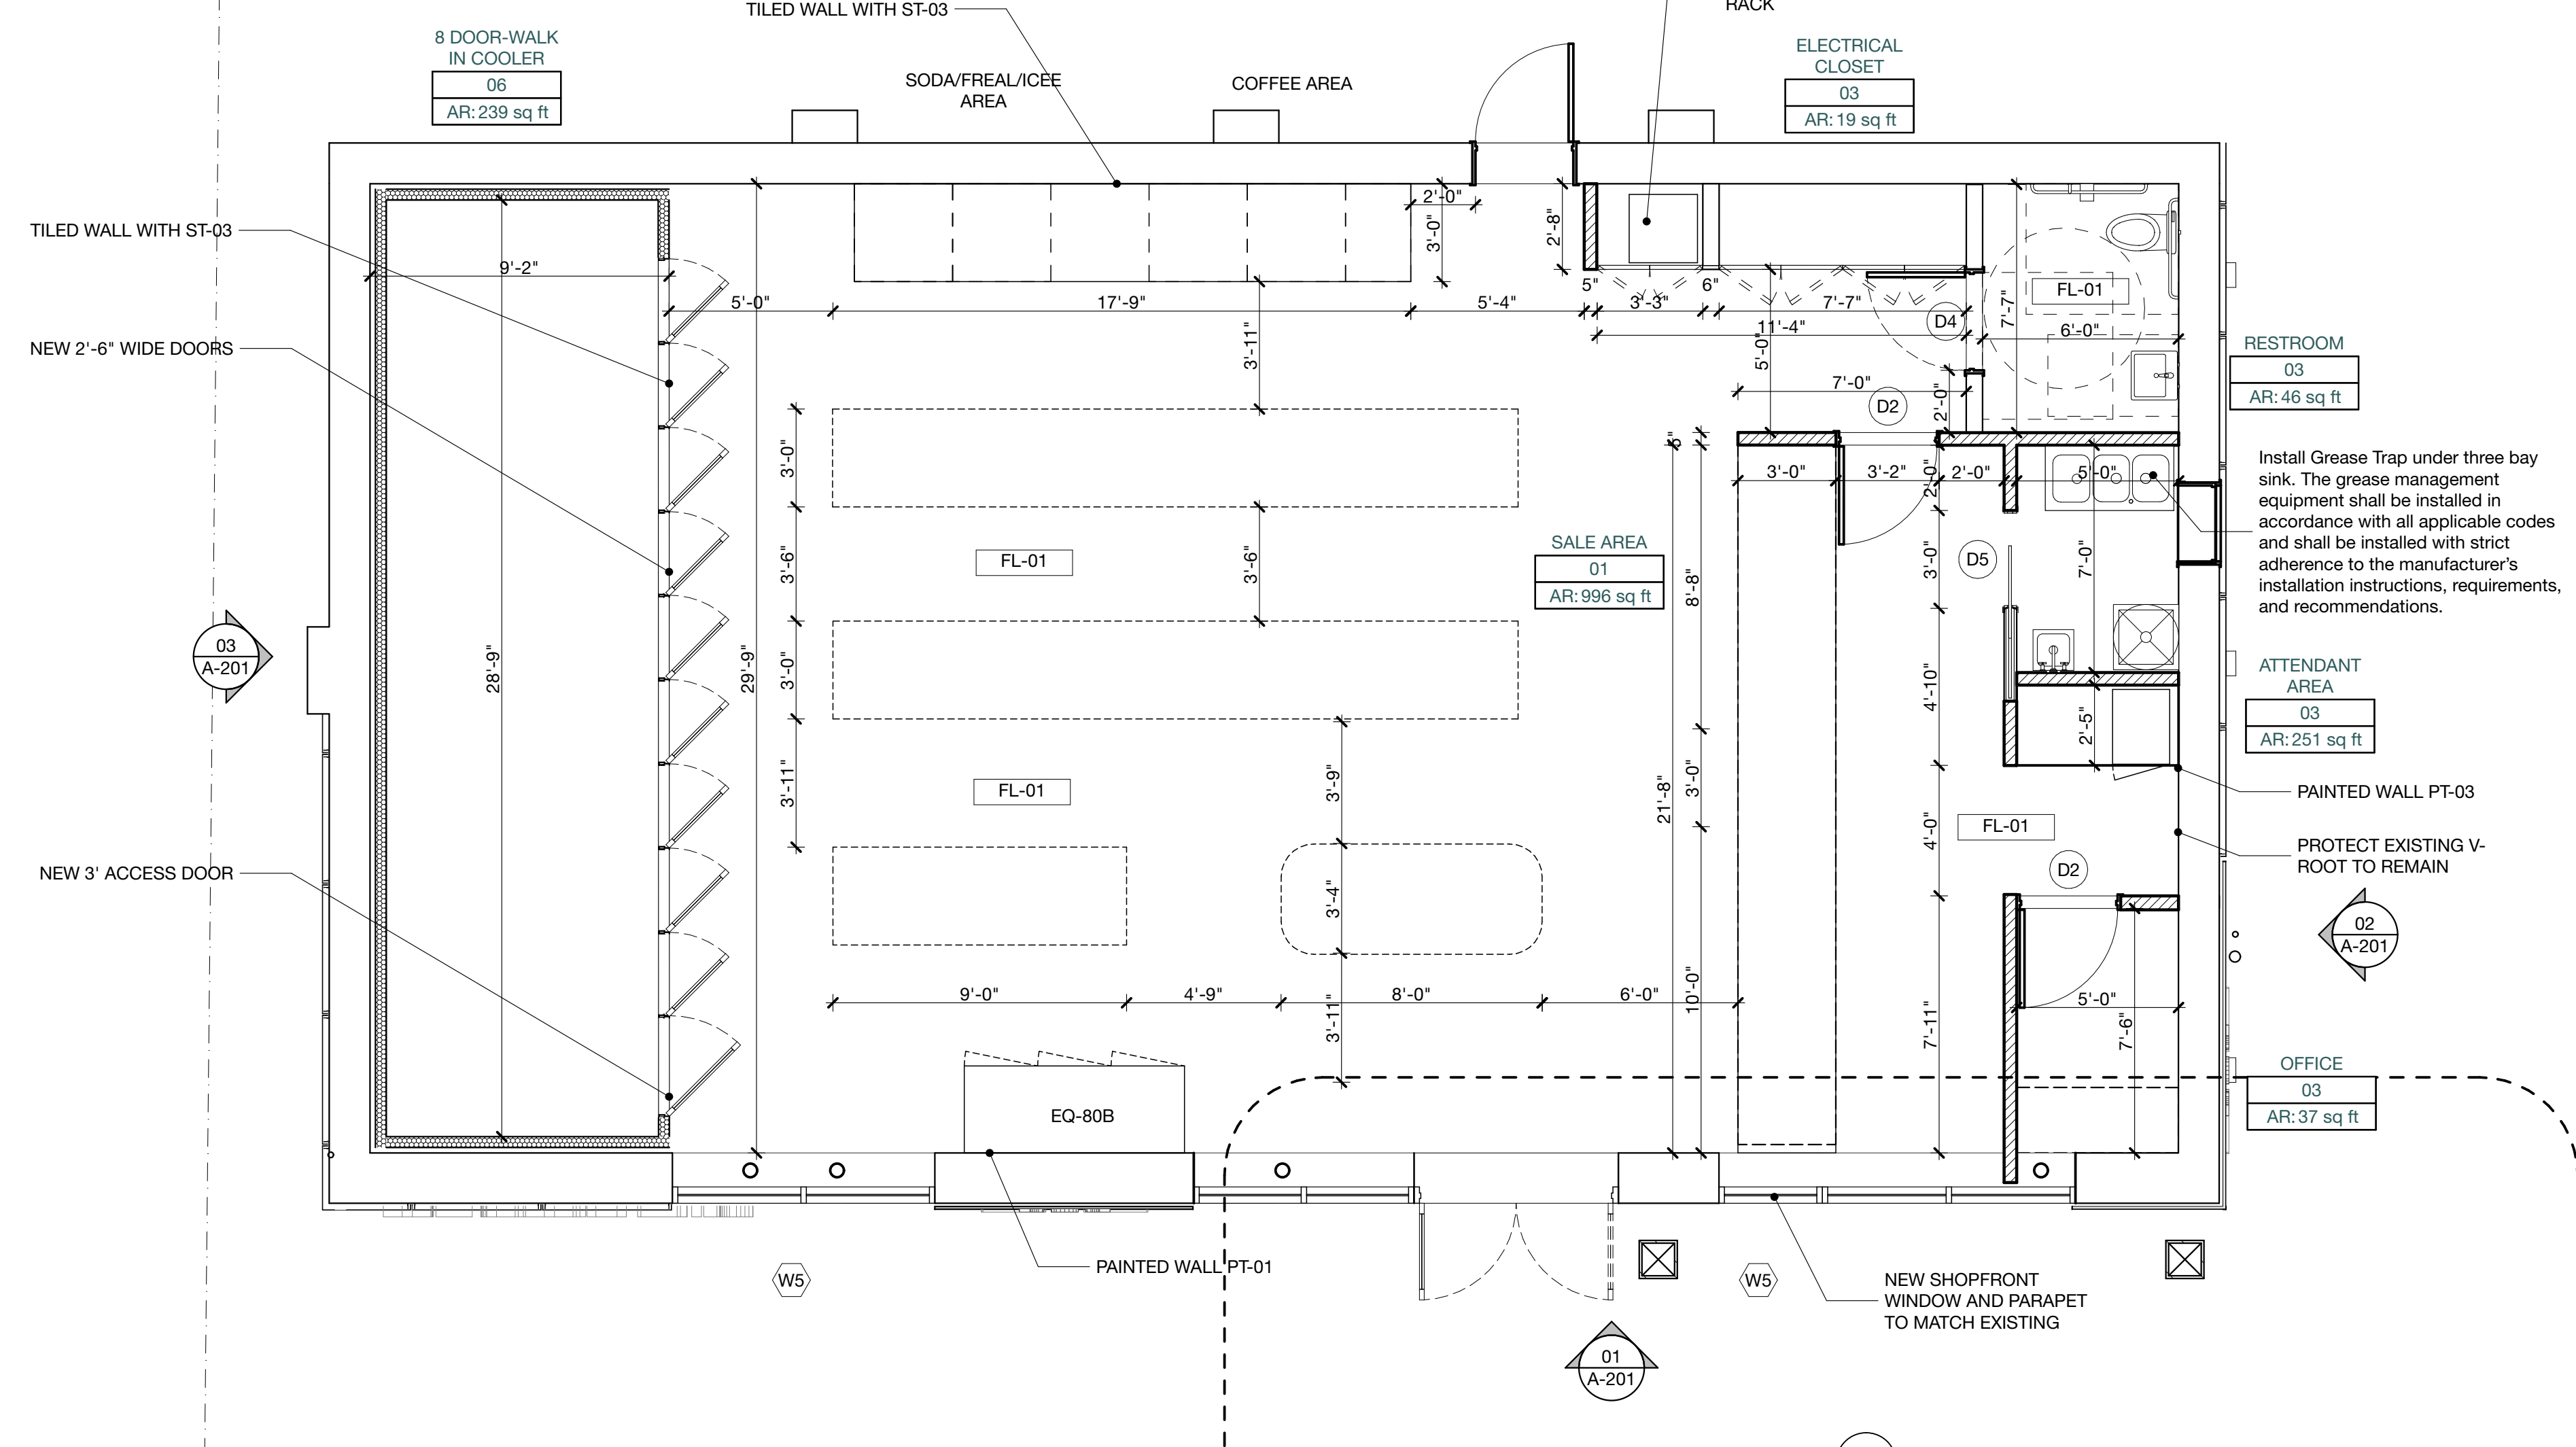 TILED WALL WITH ST-03
RACK
8 DOOR-WALK
IN COOLER
06
AR: 239 sq ft
SODA/FREAL/ICEE
AREA
COFFEE AREA
ELECTRICAL
CLOSET
03
AR: 19 sq ft
TILED WALL WITH ST-03
NEW 2'-6" WIDE DOORS
NEW 3' ACCESS DOOR
9'-2"
28'-9"
29'-9"
5'-0"
17'-9"
5'-4"
2'-0"
3'-0"
2'-8"
5"
3'-3"
6"
7'-7"
11'-4"
5'-0"
7'-0"
D4
D2
2'-0"
7'-7"
FL-01
6'-0"
RESTROOM
03
AR: 46 sq ft
3'-11"
3'-0"
3'-6"
3'-6"
3'-0"
3'-11"
FL-01
FL-01
SALE AREA
01
AR: 996 sq ft
5"
3'-0"
3'-2"
2'-0"
2'-0"
5'-0"
8'-8"
3'-0"
10'-0"
21'-8"
D5
3'-0"
7'-0"
4'-10"
2'-5"
4'-0"
FL-01
D2
7'-11"
5'-0"
7'-6"
Install Grease Trap under three bay
sink. The grease management
equipment shall be installed in
accordance with all applicable codes
and shall be installed with strict
adherence to the manufacturer's
installation instructions, requirements,
and recommendations.
ATTENDANT
AREA
03
AR: 251 sq ft
PAINTED WALL PT-03
PROTECT EXISTING V-
ROOT TO REMAIN
03
A-201
02
A-201
3'-9"
3'-4"
3'-11"
9'-0"
4'-9"
8'-0"
6'-0"
EQ-80B
OFFICE
03
AR: 37 sq ft
PAINTED WALL PT-01
W5
W5
NEW SHOPFRONT
WINDOW AND PARAPET
TO MATCH EXISTING
01
A-201